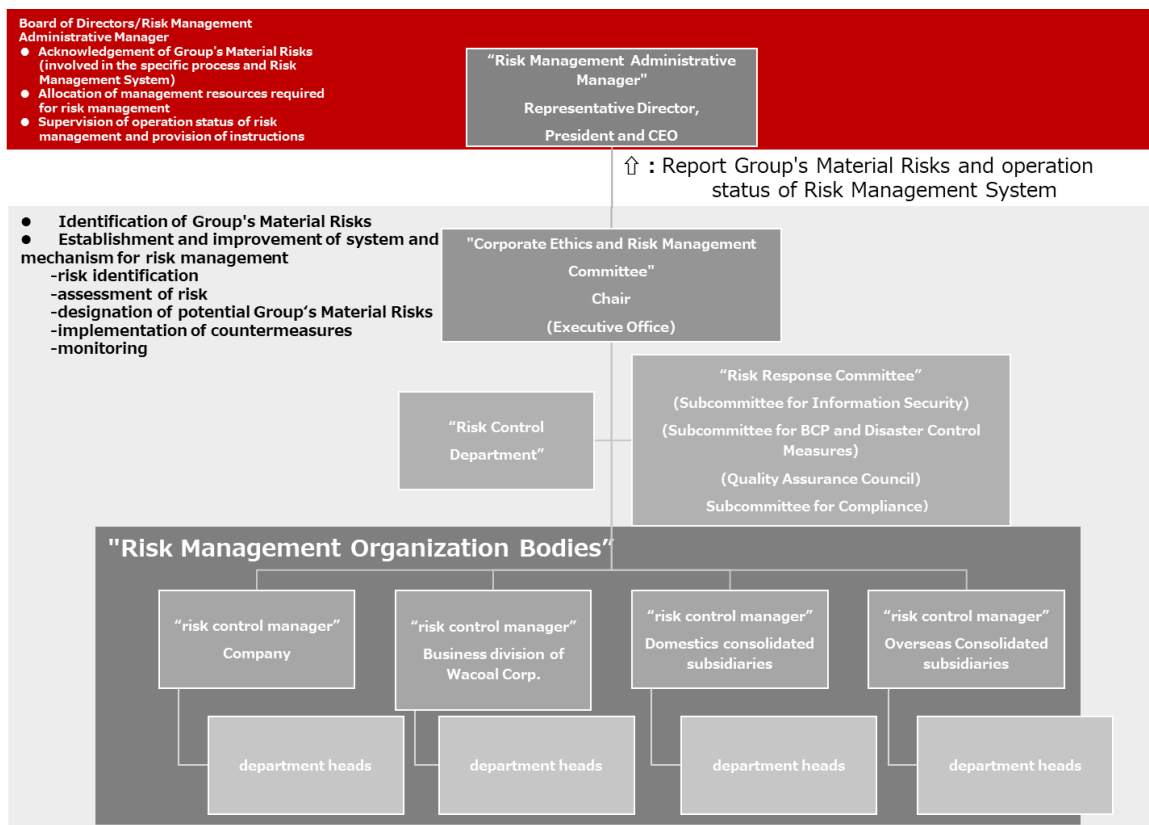 Board of Directors/Risk Management
Administrative Manager
● Acknowledgement of Group's Material Risks
(involved in the specific process and Risk
Management System)
● Allocation of management resources required
for risk management
● Supervision of operation status of risk
management and provision of instructions
“Risk Management Administrative
Manager"
Representative Director,
President and CEO
⇧ : Report Group's Material Risks and operation
status of Risk Management System
● Identification of Group's Material Risks
● Establishment and improvement of system and
mechanism for risk management
-risk identification
-assessment of risk
-designation of potential Group‘s Material Risks
-implementation of countermeasures
-monitoring
"Corporate Ethics and Risk Management
Committee"
Chair
(Executive Office)
“Risk Control
Department”
“Risk Response Committee”
(Subcommittee for Information Security)
(Subcommittee for BCP and Disaster Control
Measures)
(Quality Assurance Council)
Subcommittee for Compliance)
"Risk Management Organization Bodies”
“risk control manager”
Company
“risk control manager”
Business division of
Wacoal Corp.
“risk control manager”
Domestics consolidated
subsidiaries
“risk control manager”
Overseas Consolidated
subsidiaries
department heads
department heads
department heads
department heads